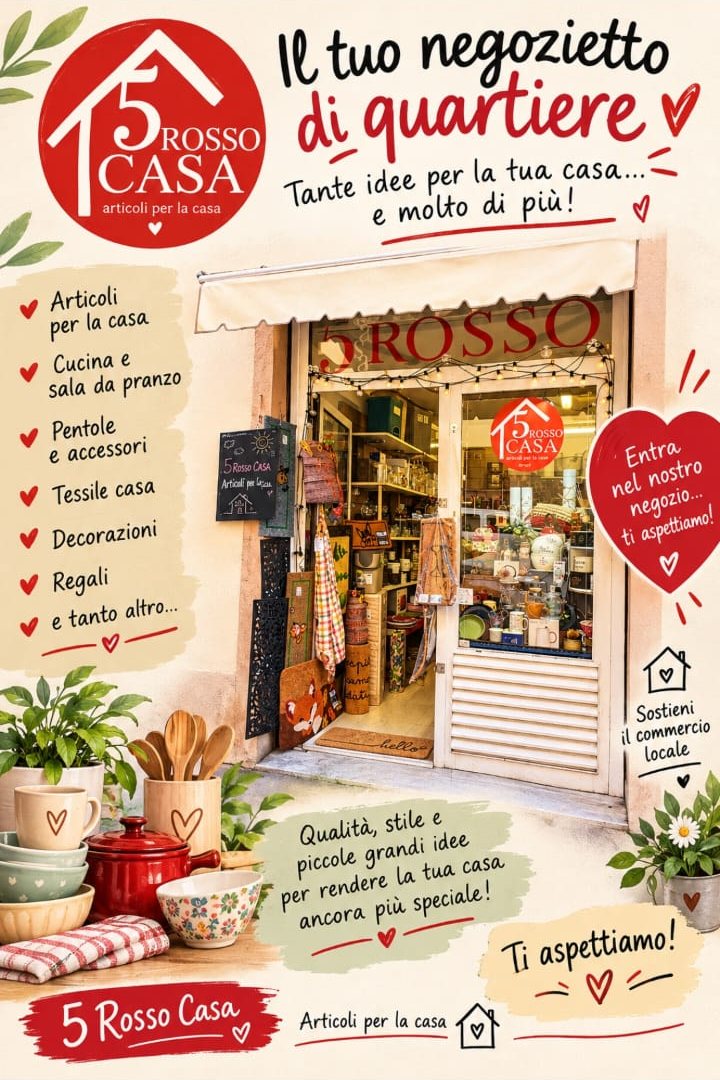 5 ROSSO
CASA
articoli per la casa
Il tuo negozietto
di quartiere
Tante idee per la tua casa...
e molto di più!
Articoli
per la casa
Cucina e
sala da pranzo
Pentole
e accessori
Tessile casa
Decorazioni
Regali
e tanto altro...
5 ROSSO
5 ROSSO
CASA
articoli per la casa
5 Rosso Casa
Articoli per la casa
hello
Entra
nel nostro
negozio...
ti aspettiamo!
Sostieni
il commercio
locale
Qualità, stile e
piccole grandi idee
per rendere la tua casa
ancora più speciale!
Ti aspettiamo!
5 Rosso Casa
Articoli per la casa